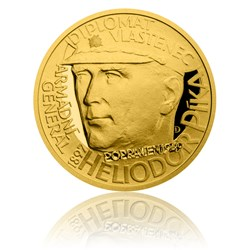 DIPLOMAT
VLASTENEC
ARMÁDNÍ
GENERÁL
HELIODOR PÍKA
POPRAVEN 1949